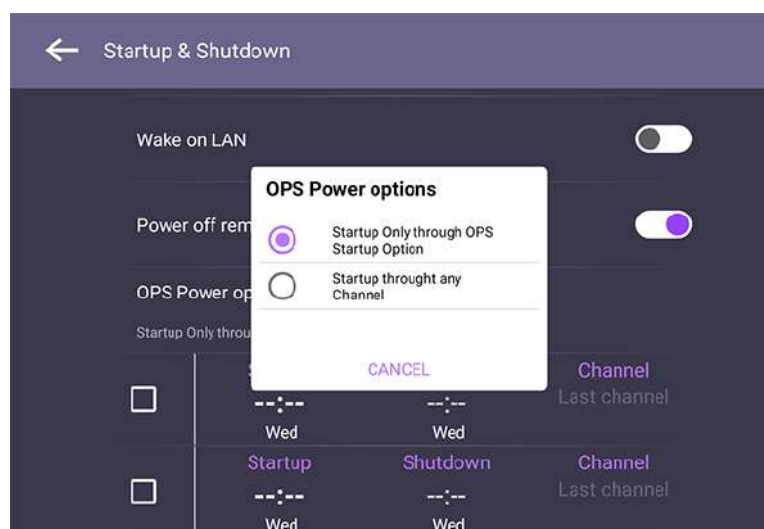 Startup & Shutdown
Wake on LAN
OPS Power options
Power off rem
Startup Only through OPS
Startup Option
OPS Power op
Startup throught any
Channel
Startup Only throu
CANCEL
Channel
--:-- --:-- Last channel
Wed Wed
Startup Shutdown Channel
--:-- --:-- Last channel
Wed Wed